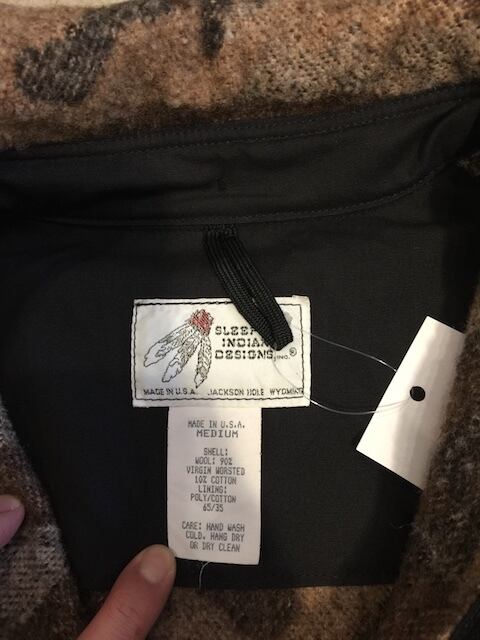 INDIAN
DESIGNS, INC.®
MADE IN U.S.A. JACKSON HOLE WYOMING
MADE IN U.S.A.
MEDIUM
SHELL:
WOOL: 90%
VIRGIN WORSTED
10% COTTON
LINING:
POLY/COTTON
65/35
CARE: HAND WASH
COLD, HANG DRY
OR DRY CLEAN